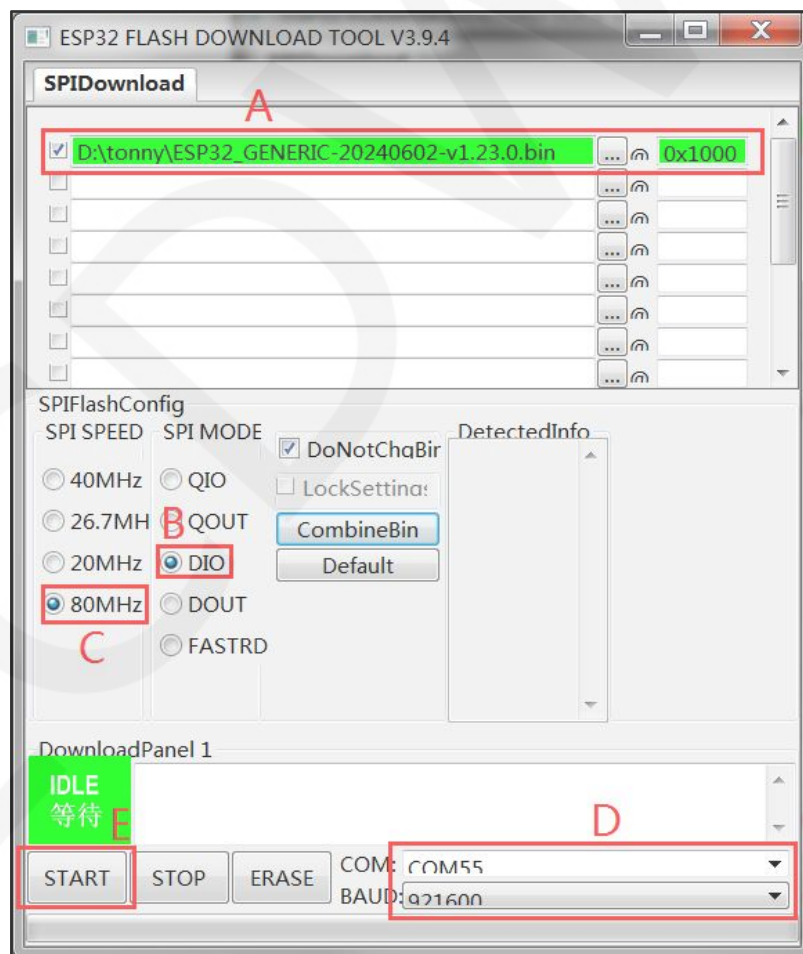 ESP32 FLASH DOWNLOAD TOOL V3.9.4
SPIDownload
A
D:\tonny\ESP32_GENERIC-20240602-v1.23.0.bin ... @ 0x1000
... @
... @
... @
... @
... @
... @
... @
SPIFlashConfig
SPI SPEED SPI MODE DetectedInfo
DoNotChgBin
40MHz QIO LockSettings
26.7MH B QOUT CombineBin
20MHz DIO Default
80MHz DOUT
C FASTRD
DownloadPanel 1
IDLE
等待 E D
START STOP ERASE COM: COM55
BAUD: 921600